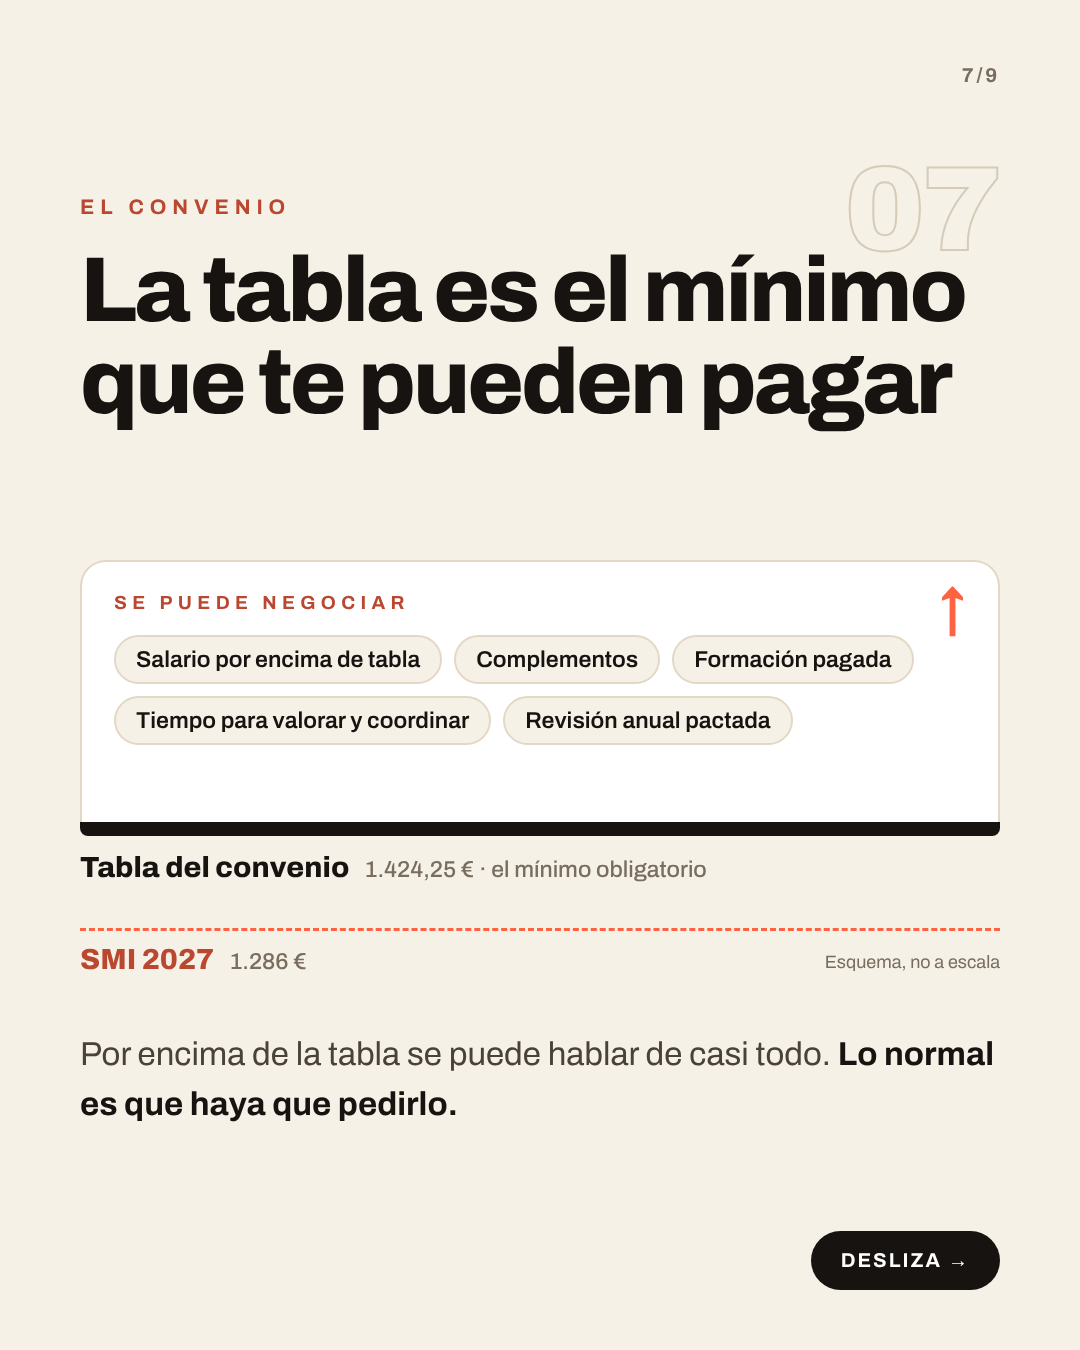 7/9
07
EL CONVENIO
La tabla es el mínimo
que te pueden pagar
SE PUEDE NEGOCIAR
↑
Salario por encima de tabla Complementos Formación pagada
Tiempo para valorar y coordinar Revisión anual pactada
Tabla del convenio 1.424,25 € · el mínimo obligatorio
SMI 2027 1.286 € Esquema, no a escala
Por encima de la tabla se puede hablar de casi todo. Lo normal
es que haya que pedirlo.
DESLIZA →